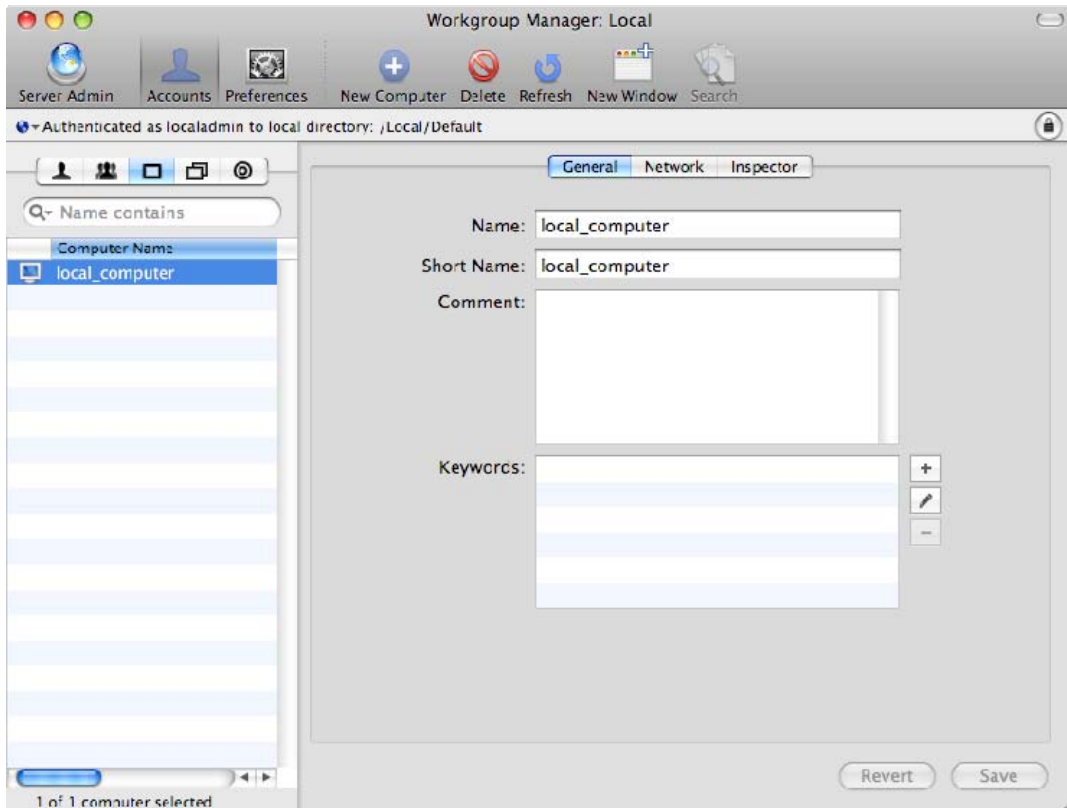 Workgroup Manager: Local
Server Admin Accounts Preferences New Computer Delete Refresh New Window Search
Authenticated as localadmin to local directory: /Local/Default
General Network Inspector
Name contains
Computer Name
local_computer
Name: local_computer
Short Name: local_computer
Comment:
Keywords:
Revert Save
1 of 1 computer selected